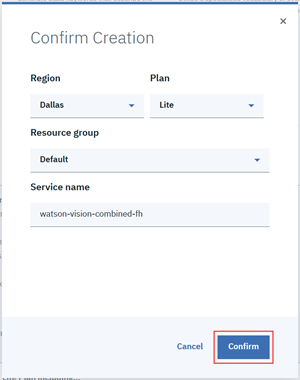 Confirm Creation
Region Plan
Dallas Lite
Resource group
Default
Service name
watson-vision-combined-fh
Cancel Confirm